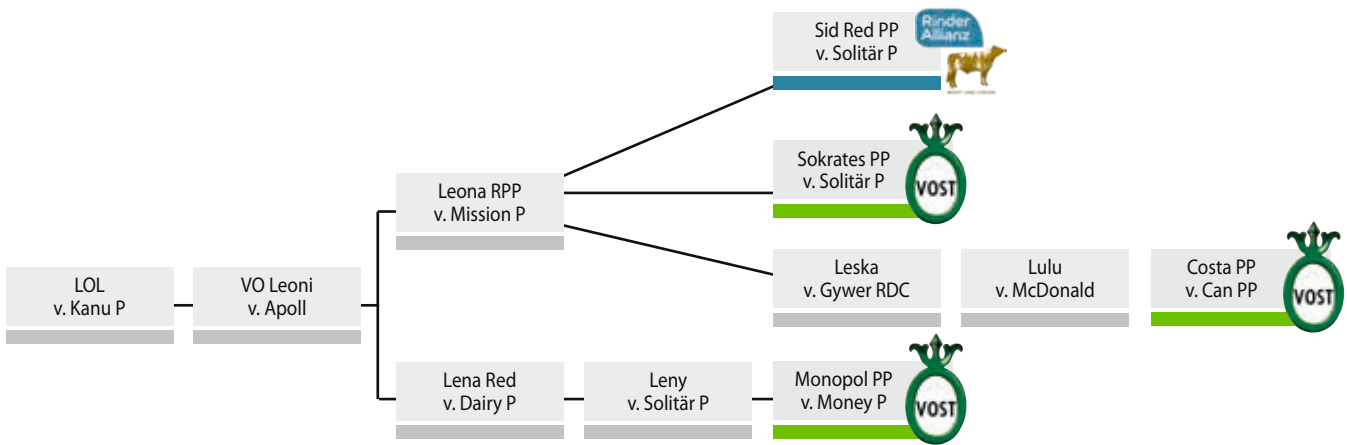 Sid Red PP
v. Solitär P
Rinder
Allianz
Sokrates PP
v. Solitär P
VOST
Leona RPP
v. Mission P
LOL
v. Kanu P
VO Leoni
v. Apoll
Leska
v. Gywer RDC
Lulu
v. McDonald
Costa PP
v. Can PP
VOST
Lena Red
v. Dairy P
Leny
v. Solitär P
Monopol PP
v. Money P
VOST